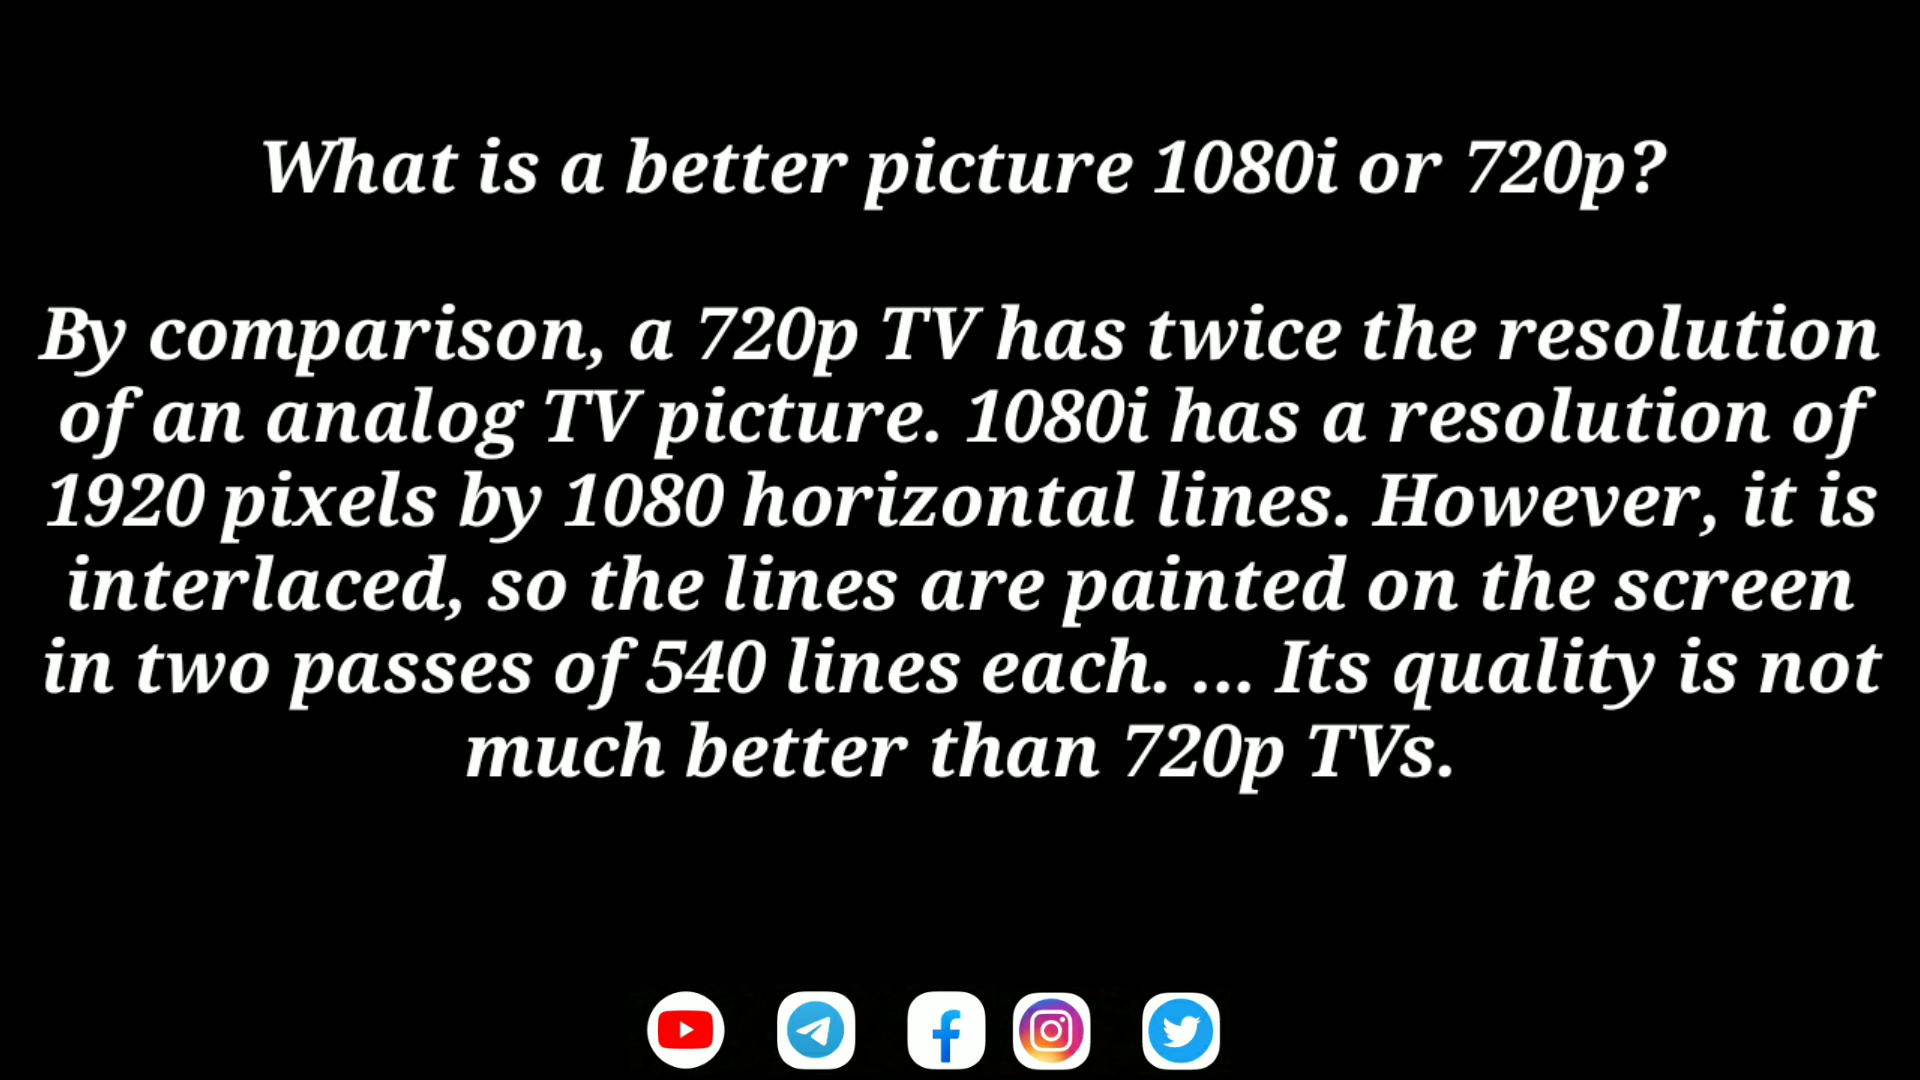 What is a better picture 1080i or 720p?
By comparison, a 720p TV has twice the resolution
of an analog TV picture. 1080i has a resolution of
1920 pixels by 1080 horizontal lines. However, it is
interlaced, so the lines are painted on the screen
in two passes of 540 lines each. ... Its quality is not
much better than 720p TVs.